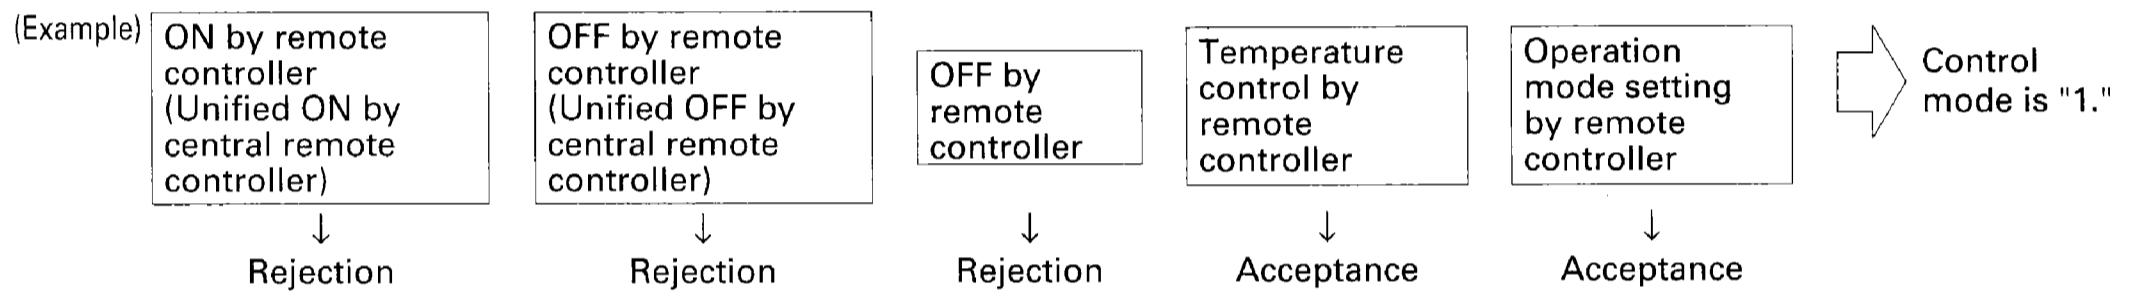 (Example)
ON by remote
controller
(Unified ON by
central remote
controller)
OFF by remote
controller
(Unified OFF by
central remote
controller)
OFF by
remote
controller
Temperature
control by
remote
controller
Operation
mode setting
by remote
controller
Control
mode is "1."
Rejection
Rejection
Rejection
Acceptance
Acceptance